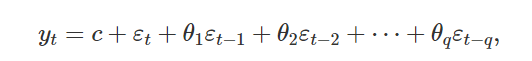 yₜ = c + εₜ + θ₁εₜ₋₁ + θ₂εₜ₋₂ + ⋯ + θ_qεₜ₋_q,